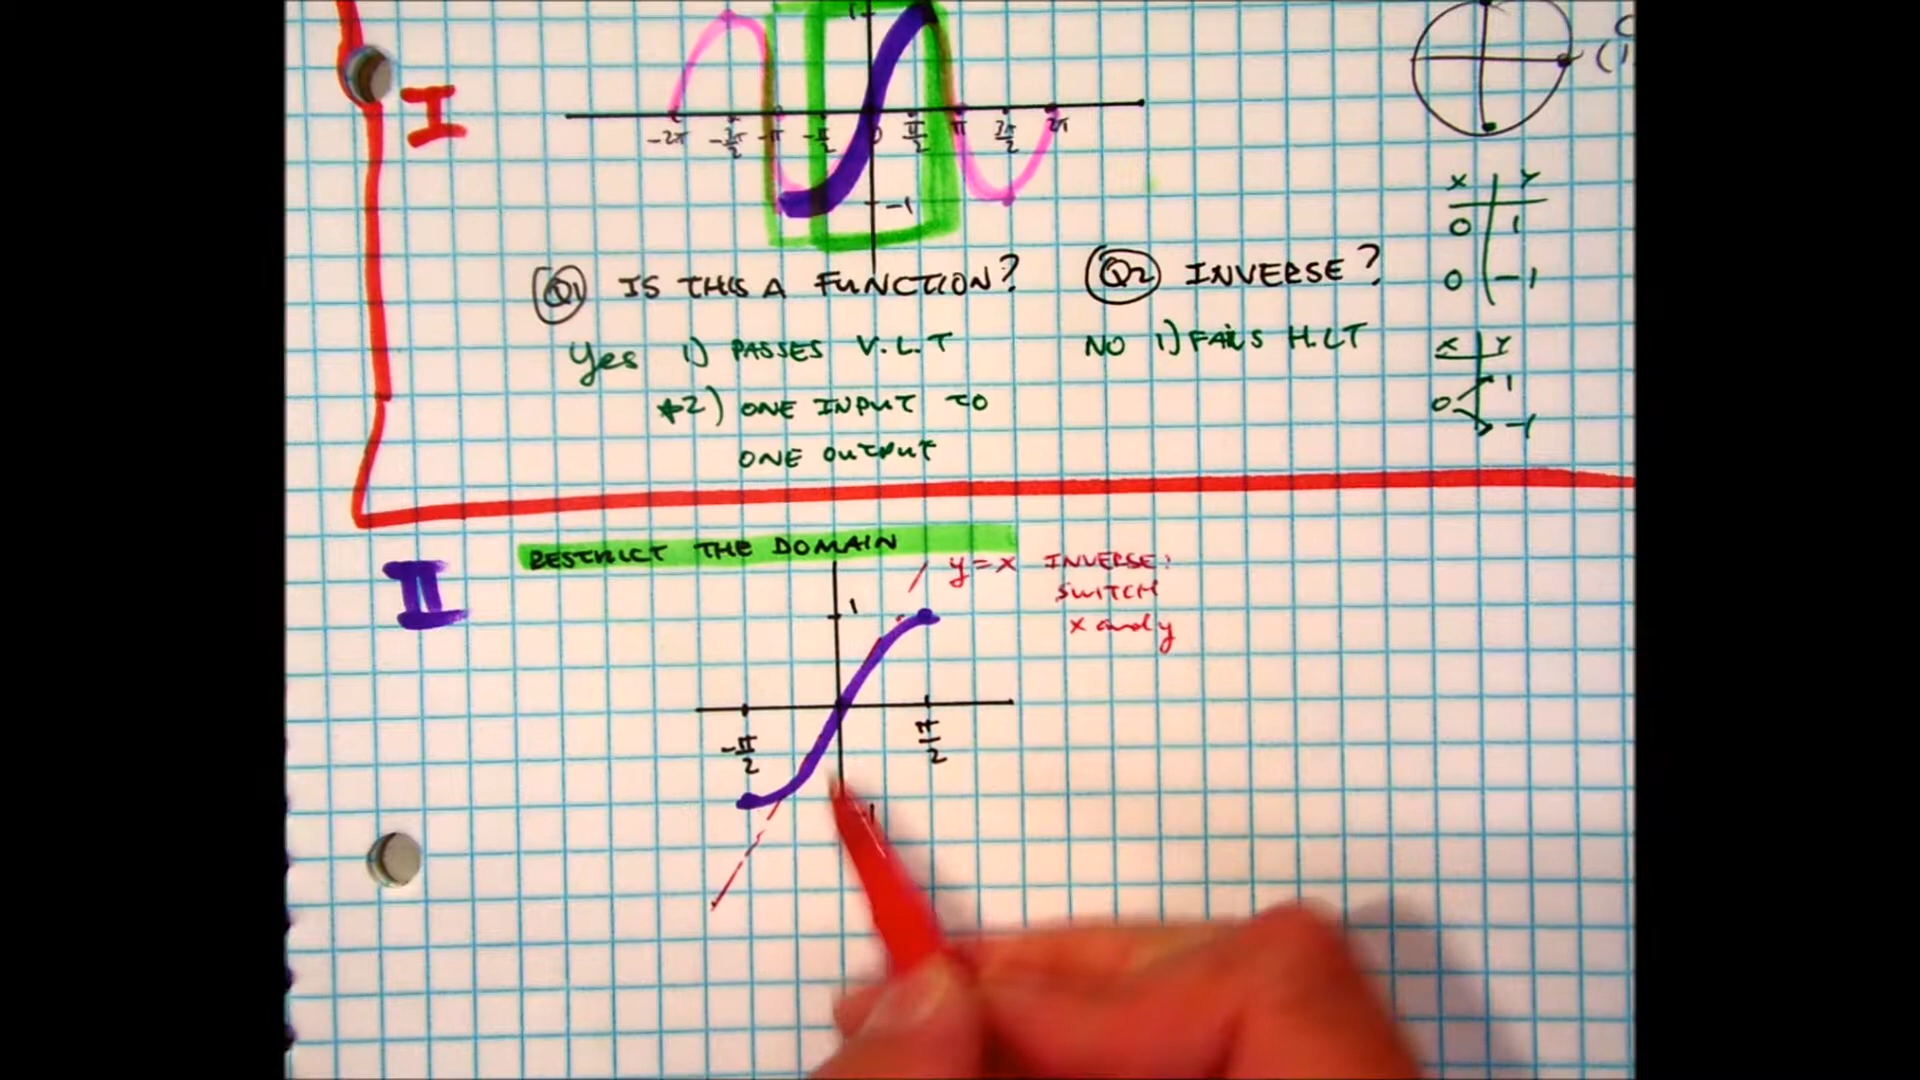 I
1
-2π -3π/2 -π -π/2 0 π/2 π 3π/2 2π
-1
(1
X Y
0 1
0 -1
Q1 IS THIS A FUNCTION?
Yes 1) PASSES V.L.T
*2) ONE INPUT TO
ONE OUTPUT
Q2 INVERSE?
NO 1) FAILS H.L.T
X Y
0 1
-1
II
RESTRICT THE DOMAIN
y=x
INVERSE:
SWITCH
x and y
1
-π/2 π/2